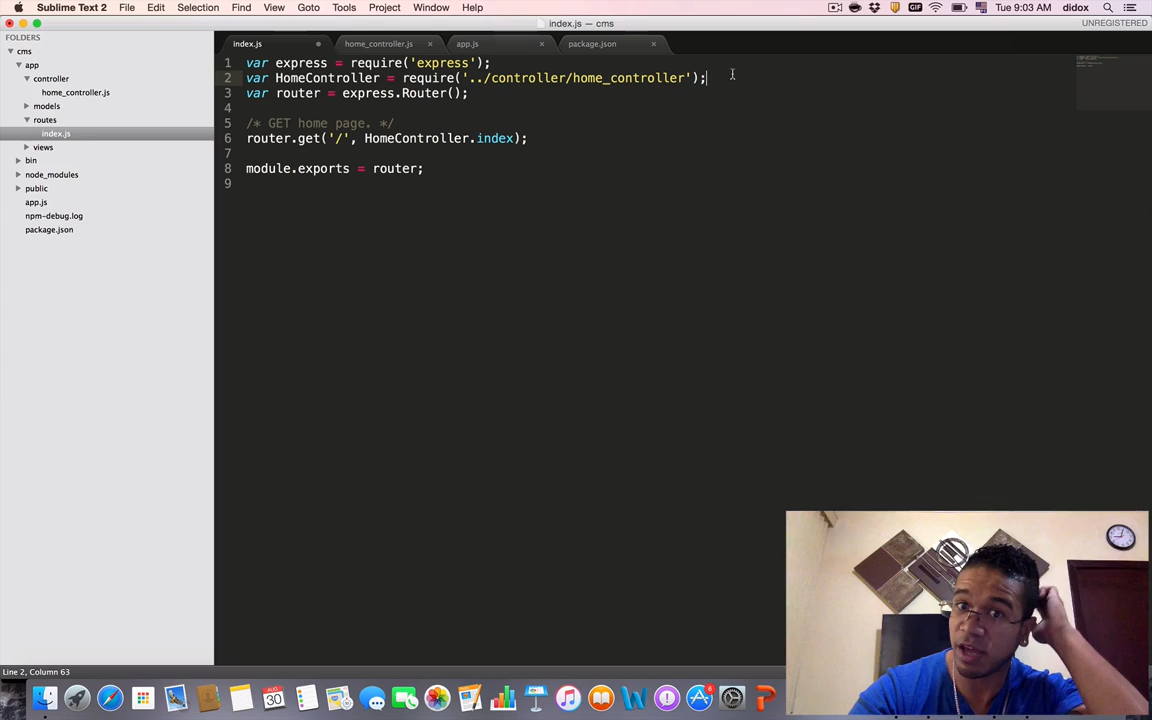 Sublime Text 2 File Edit Selection Find View Goto Tools Project Window Help GIF Tue 9:03 AM didox
index.js — cms UNREGISTERED
FOLDERS
cms
app
controller
home_controller.js
models
routes
index.js
views
bin
node_modules
public
app.js
npm-debug.log
package.json
index.js home_controller.js app.js package.json
1 var express = require('express');
2 var HomeController = require('../controller/home_controller');
3 var router = express.Router();
4
5 /* GET home page. */
6 router.get('/', HomeController.index);
7
8 module.exports = router;
9
Line 2, Column 63
AUG
30
6